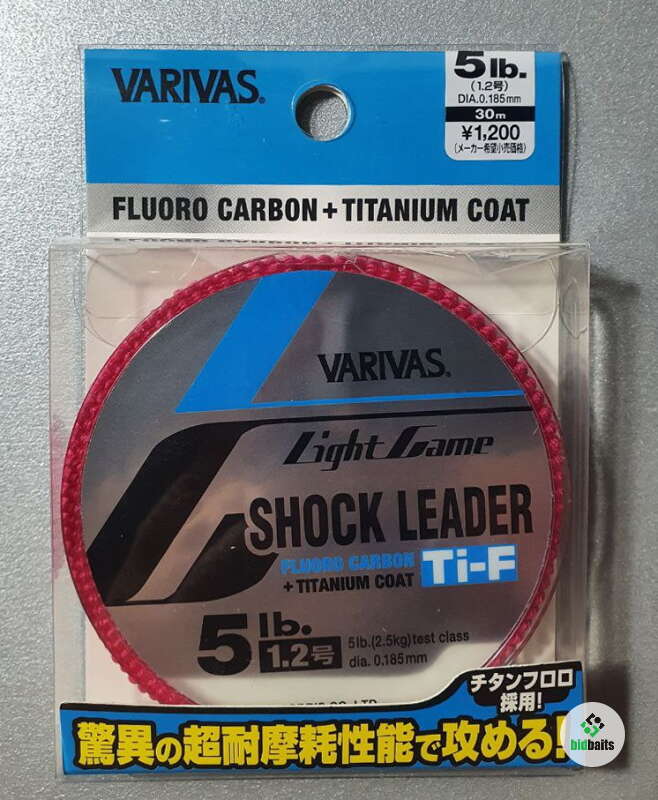 VARIVAS®
5lb.
(1.2号)
DIA.0.185mm
30m
¥1,200
(メーカー希望小売価格)
FLUORO CARBON + TITANIUM COAT
VARIVAS®
Light Game
SHOCK LEADER
FLUORO CARBON
+ TITANIUM COAT
Ti-F
5lb.
1.2号
5lb.(2.5kg)test class
dia. 0.185mm
CO., LTD.
チタンフロロ
採用!
驚異の超耐摩耗性能で攻める!!
bidbaits